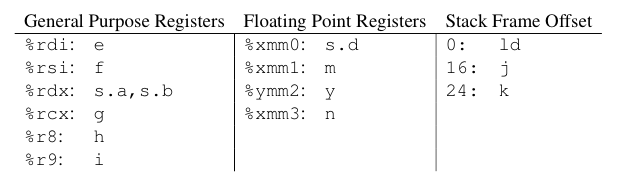 General Purpose Registers Floating Point Registers Stack Frame Offset
%rdi: e %xmm0: s.d 0: ld
%rsi: f %xmm1: m 16: j
%rdx: s.a,s.b %ymm2: y 24: k
%rcx: g %xmm3: n
%r8: h
%r9: i